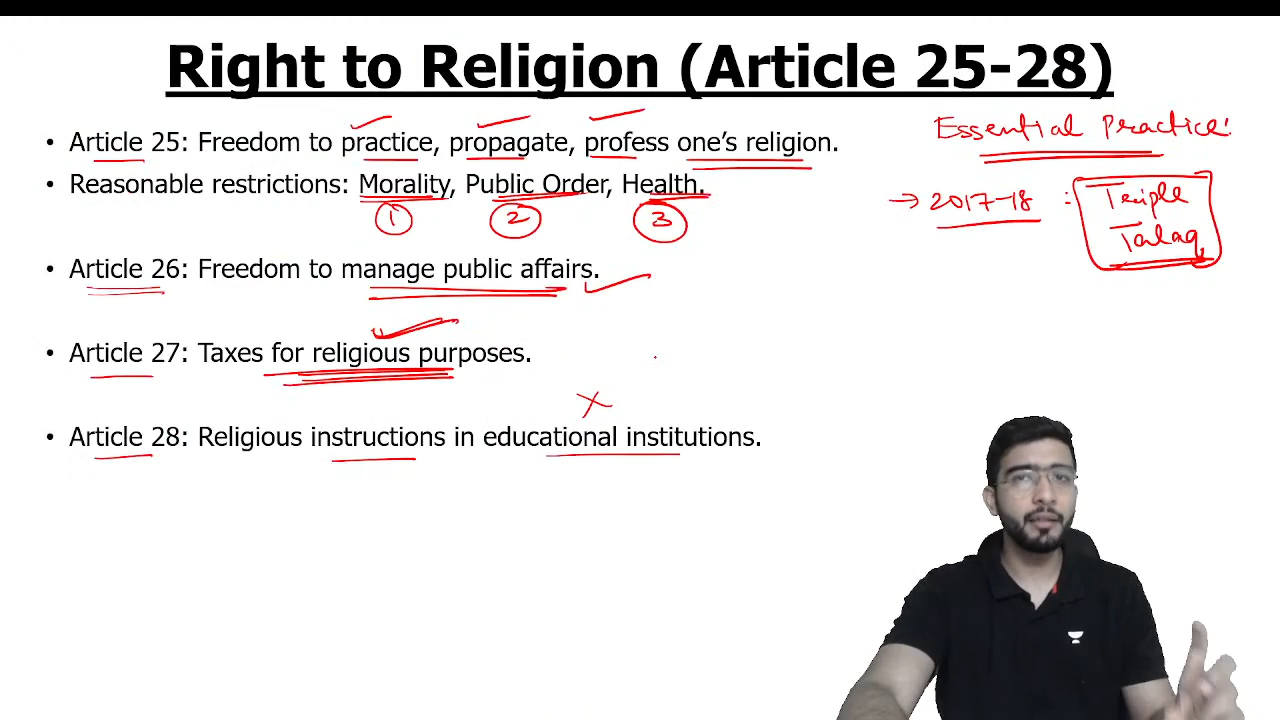 Right to Religion (Article 25-28)
• Article 25: Freedom to practice, propagate, profess one's religion.
• Reasonable restrictions: Morality, Public Order, Health.
1 2 3
• Article 26: Freedom to manage public affairs.
• Article 27: Taxes for religious purposes.
• Article 28: Religious instructions in educational institutions.
Essential Practice:
→ 2017-18 : Triple
Talaq